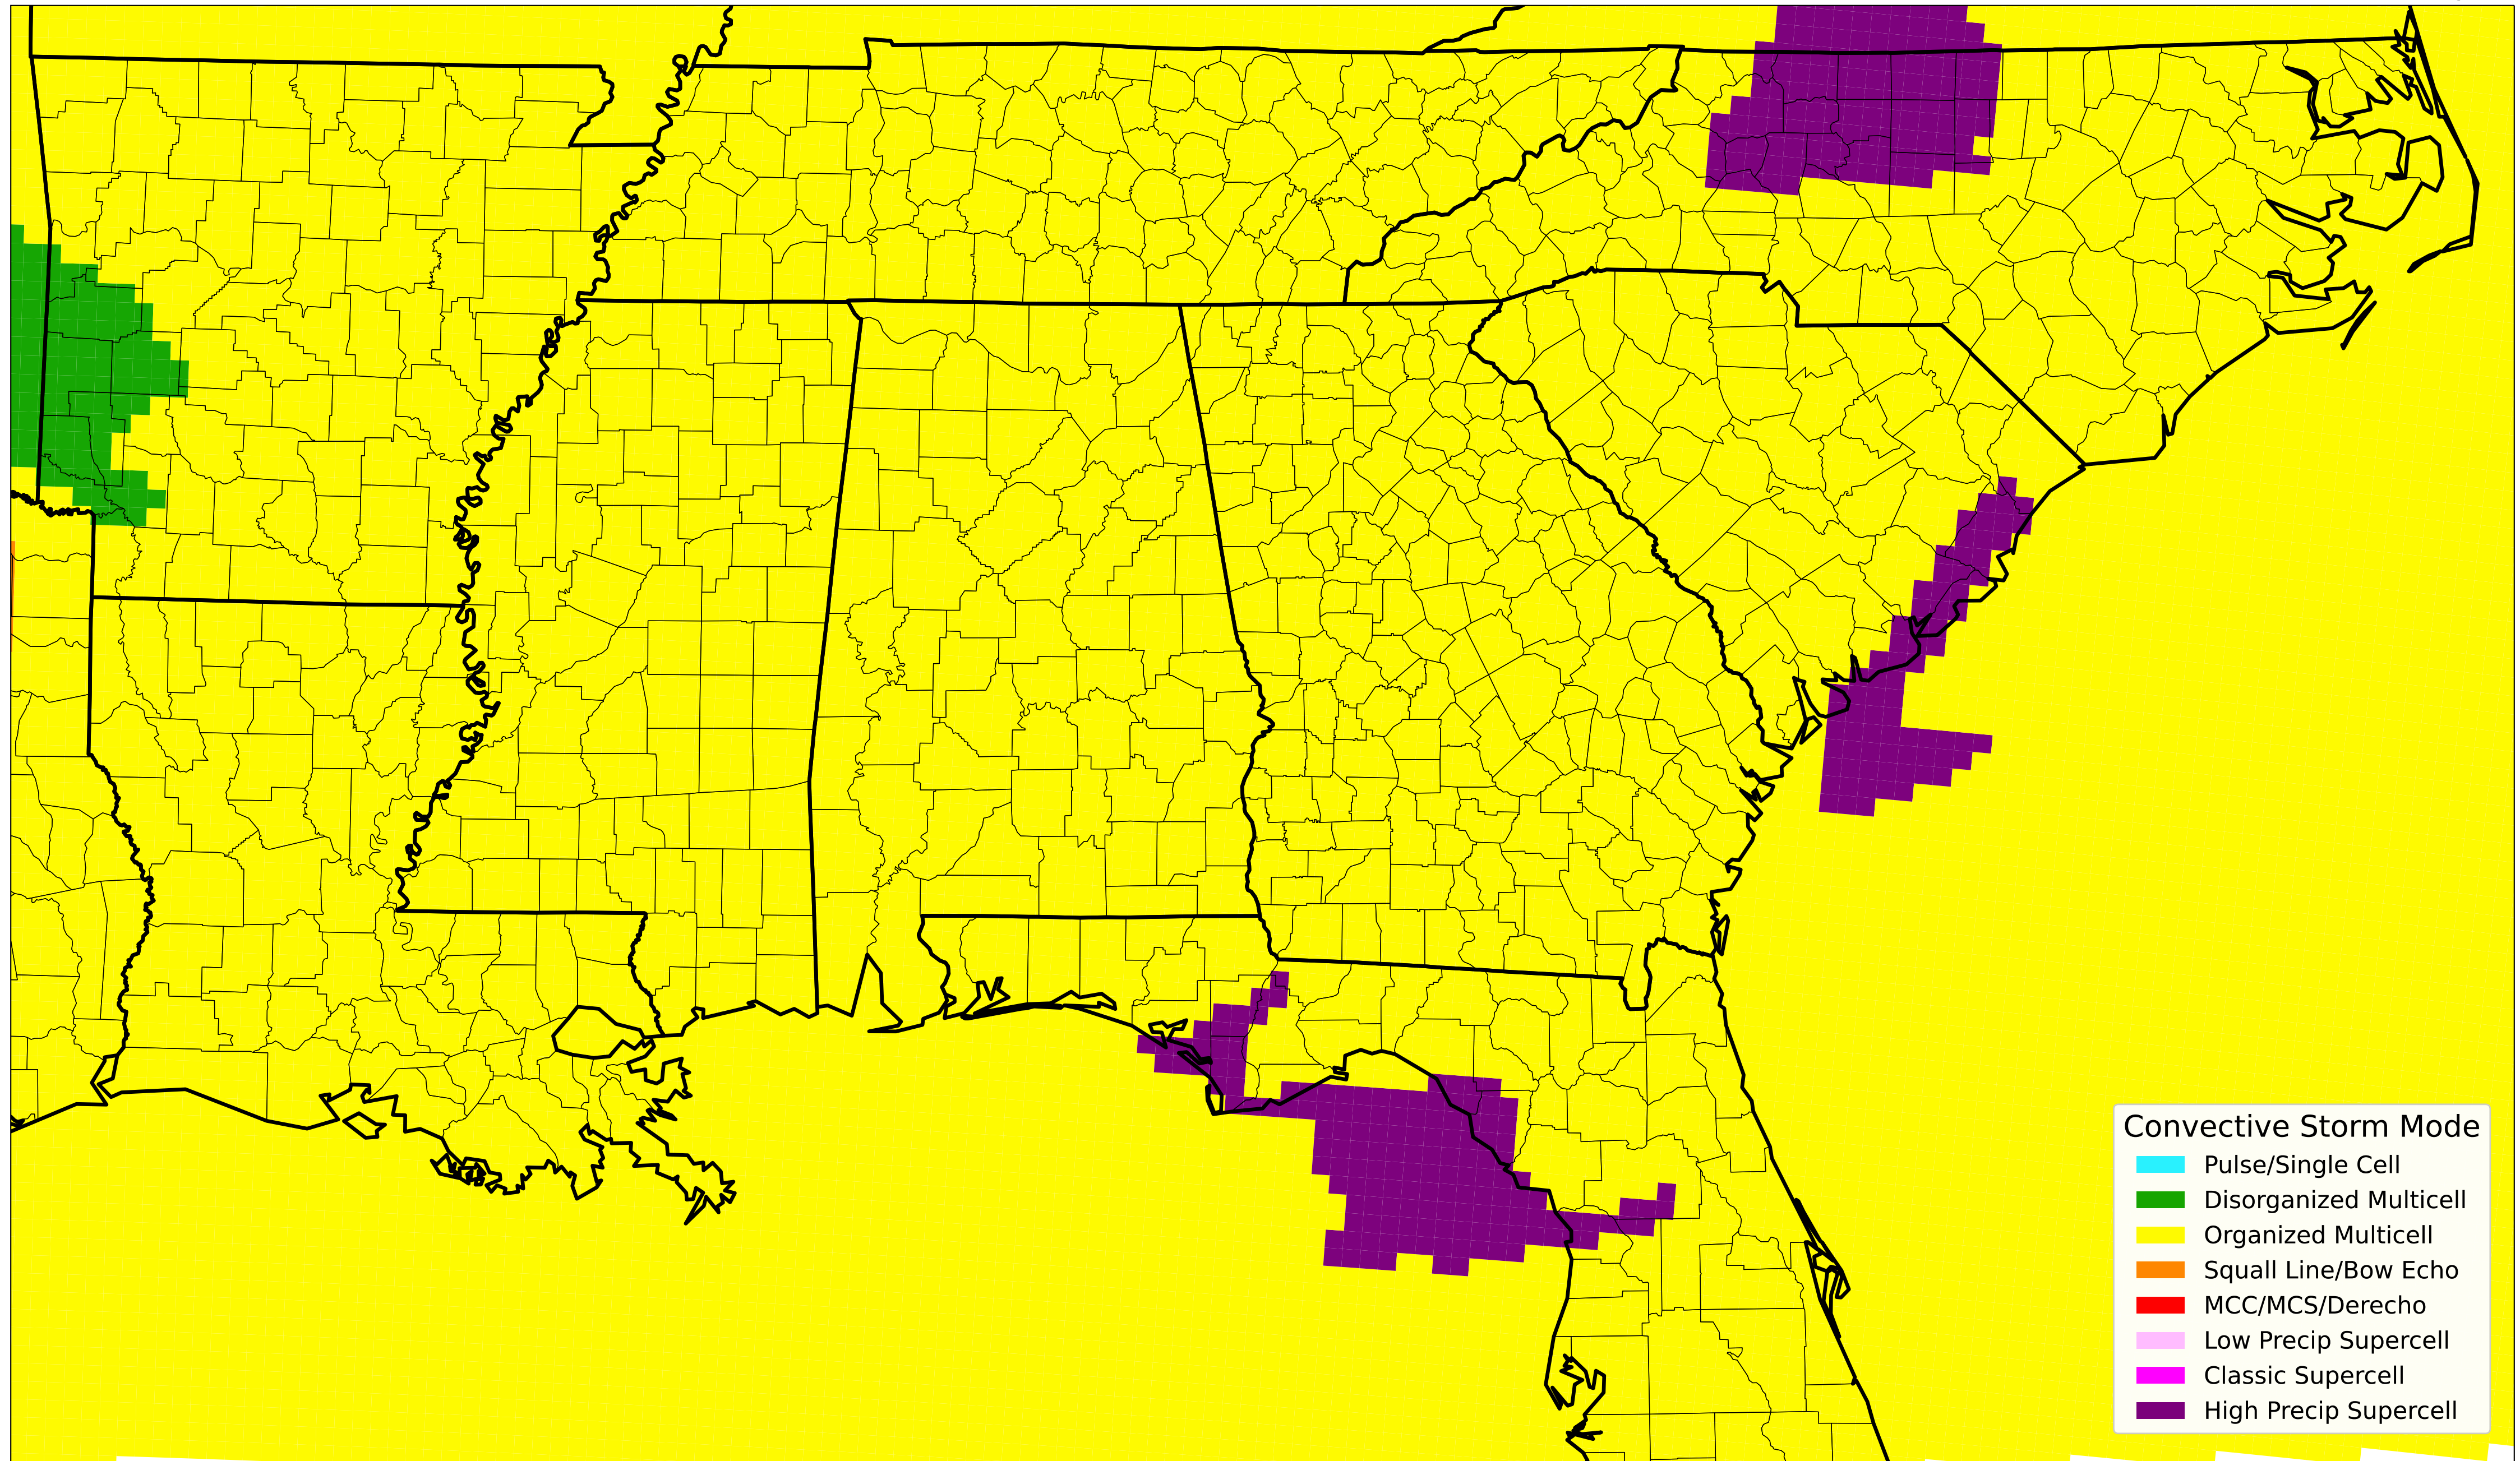 Convective Storm Mode
Pulse/Single Cell
Disorganized Multicell
Organized Multicell
Squall Line/Bow Echo
MCC/MCS/Derecho
Low Precip Supercell
Classic Supercell
High Precip Supercell